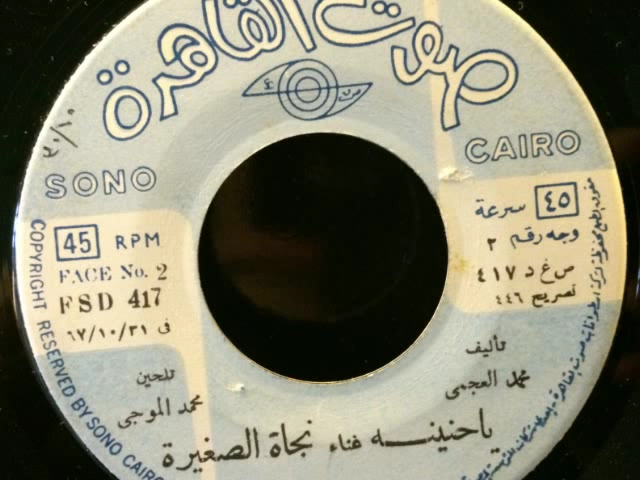 صوت القاهرة
SONO CAIRO
45 RPM
FACE No. 2
FSD 417
في ٦٧/١٠/٣١
٤٥ سرعة
وجه رقم ٢
ص غ د ٤١٧
تصريح ٤٤٦
تأليف
محمد العجمى
تلحين
محمد الموجى
ياحنينه غناء نجاة الصغيرة
COPYRIGHT RESERVED BY SONO CAIRO